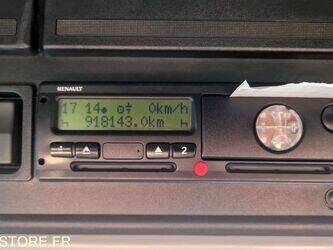 RENAULT
17 14 0km/h
918143.0km
2
STORE.FR